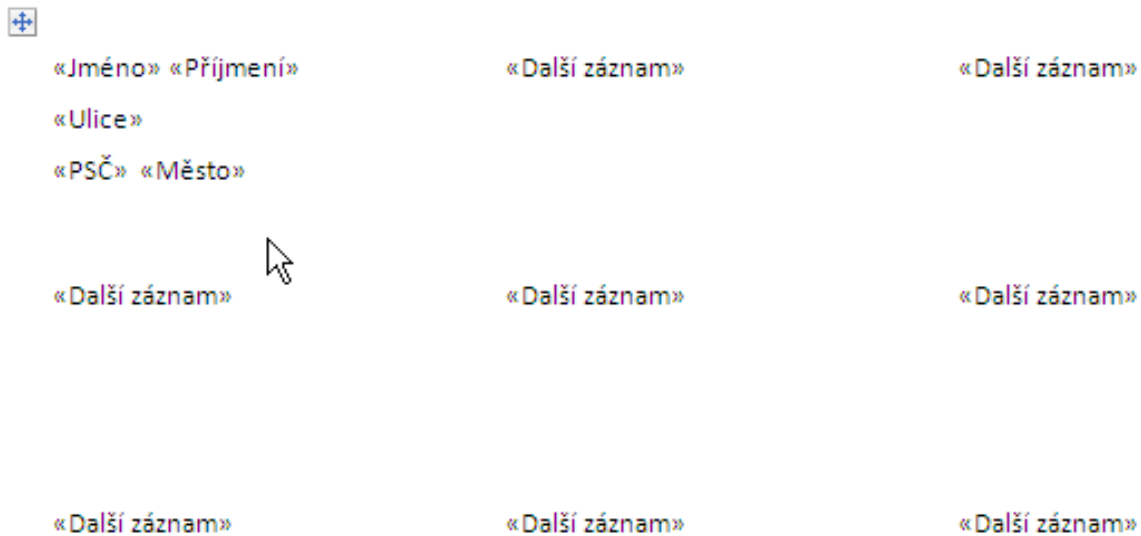 «Jméno» «Příjmení» «Další záznam» «Další záznam»
«Ulice»
«PSČ» «Město»
«Další záznam» «Další záznam» «Další záznam»
«Další záznam» «Další záznam» «Další záznam»